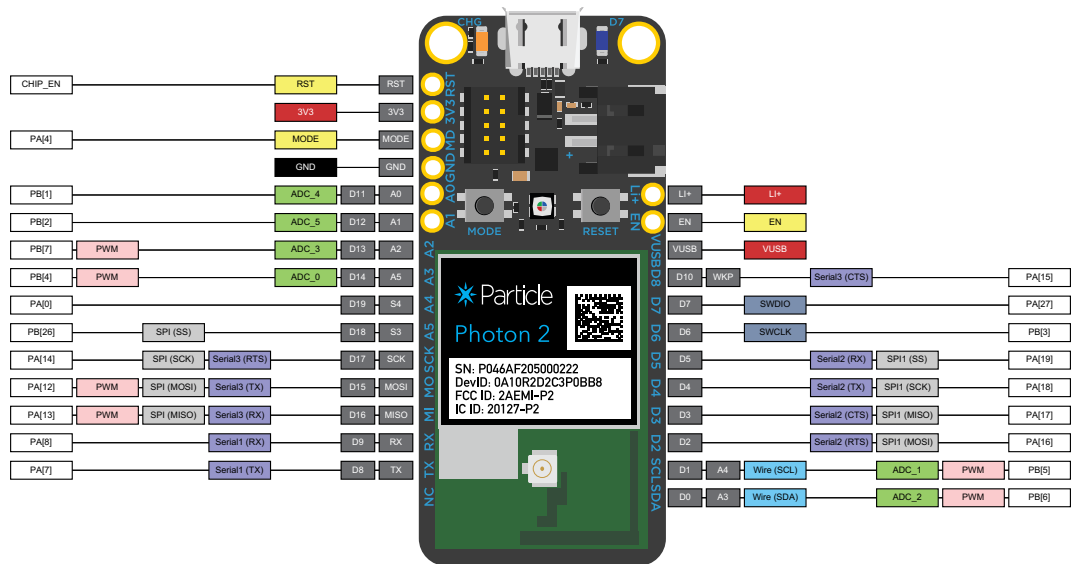 CHG D7
CHIP_EN RST RST RST
3V3 3V3 3V3
PA[4] MODE MODE MD
GND GND GND
PB[1] ADC_4 D11 A0 A0 Li+ LI+ LI+
PB[2] ADC_5 D12 A1 A1 EN EN EN
MODE RESET
PB[7] PWM ADC_3 D13 A2 A2 VUSB VUSB VUSB
PB[4] PWM ADC_0 D14 A5 A3 D8 D10 WKP Serial3 (CTS) PA[15]
Particle
PA[0] D19 S4 A4 D7 D7 SWDIO PA[27]
PB[26] SPI (SS) D18 S3 A5 D6 D6 SWCLK PB[3]
Photon 2
PA[14] SPI (SCK) Serial3 (RTS) D17 SCK SCK D5 D5 Serial2 (RX) SPI1 (SS) PA[19]
SN: P046AF205000222
DevID: 0A10R2D2C3P0BB8
FCC ID: 2AEMI-P2
IC ID: 20127-P2
PA[12] PWM SPI (MOSI) Serial3 (TX) D15 MOSI MO D4 D4 Serial2 (TX) SPI1 (SCK) PA[18]
PA[13] PWM SPI (MISO) Serial3 (RX) D16 MISO MI D3 D3 Serial2 (CTS) SPI1 (MISO) PA[17]
PA[8] Serial1 (RX) D9 RX RX D2 D2 Serial2 (RTS) SPI1 (MOSI) PA[16]
PA[7] Serial1 (TX) D8 TX TX SCL D1 A4 Wire (SCL) ADC_1 PWM PB[5]
NC SDA D0 A3 Wire (SDA) ADC_2 PWM PB[6]